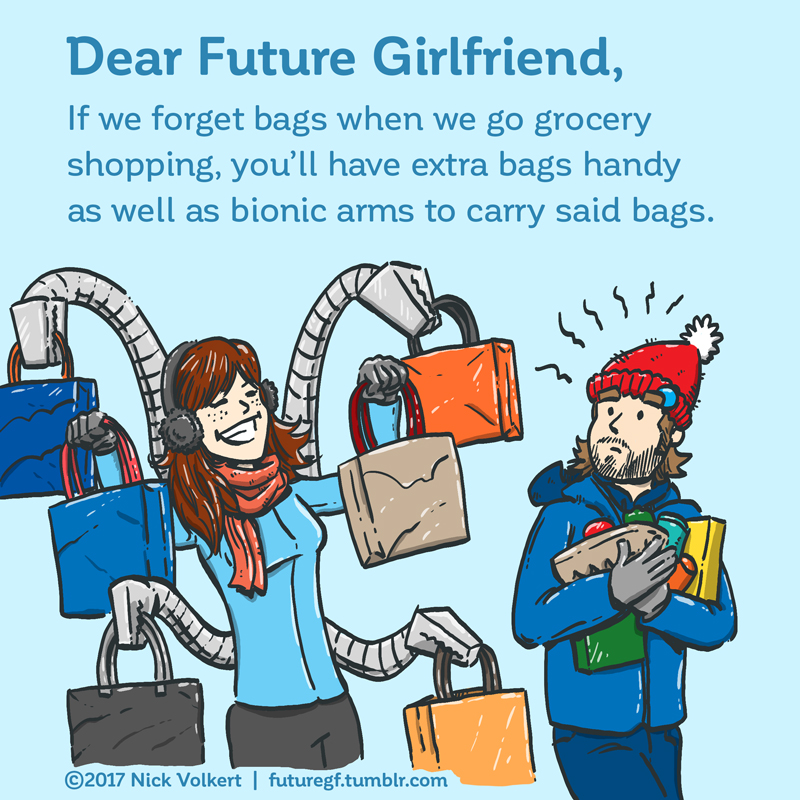 Dear Future Girlfriend,
If we forget bags when we go grocery
shopping, you’ll have extra bags handy
as well as bionic arms to carry said bags.
©2017 Nick Volkert | futuregf.tumblr.com